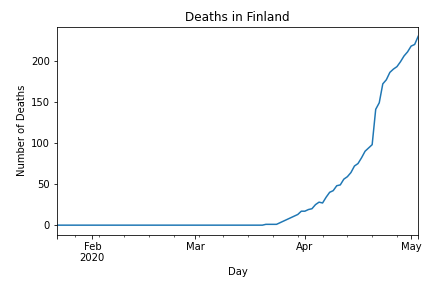 Deaths in Finland
Number of Deaths
200
150
100
50
0
Feb
2020
Mar
Apr
May
Day